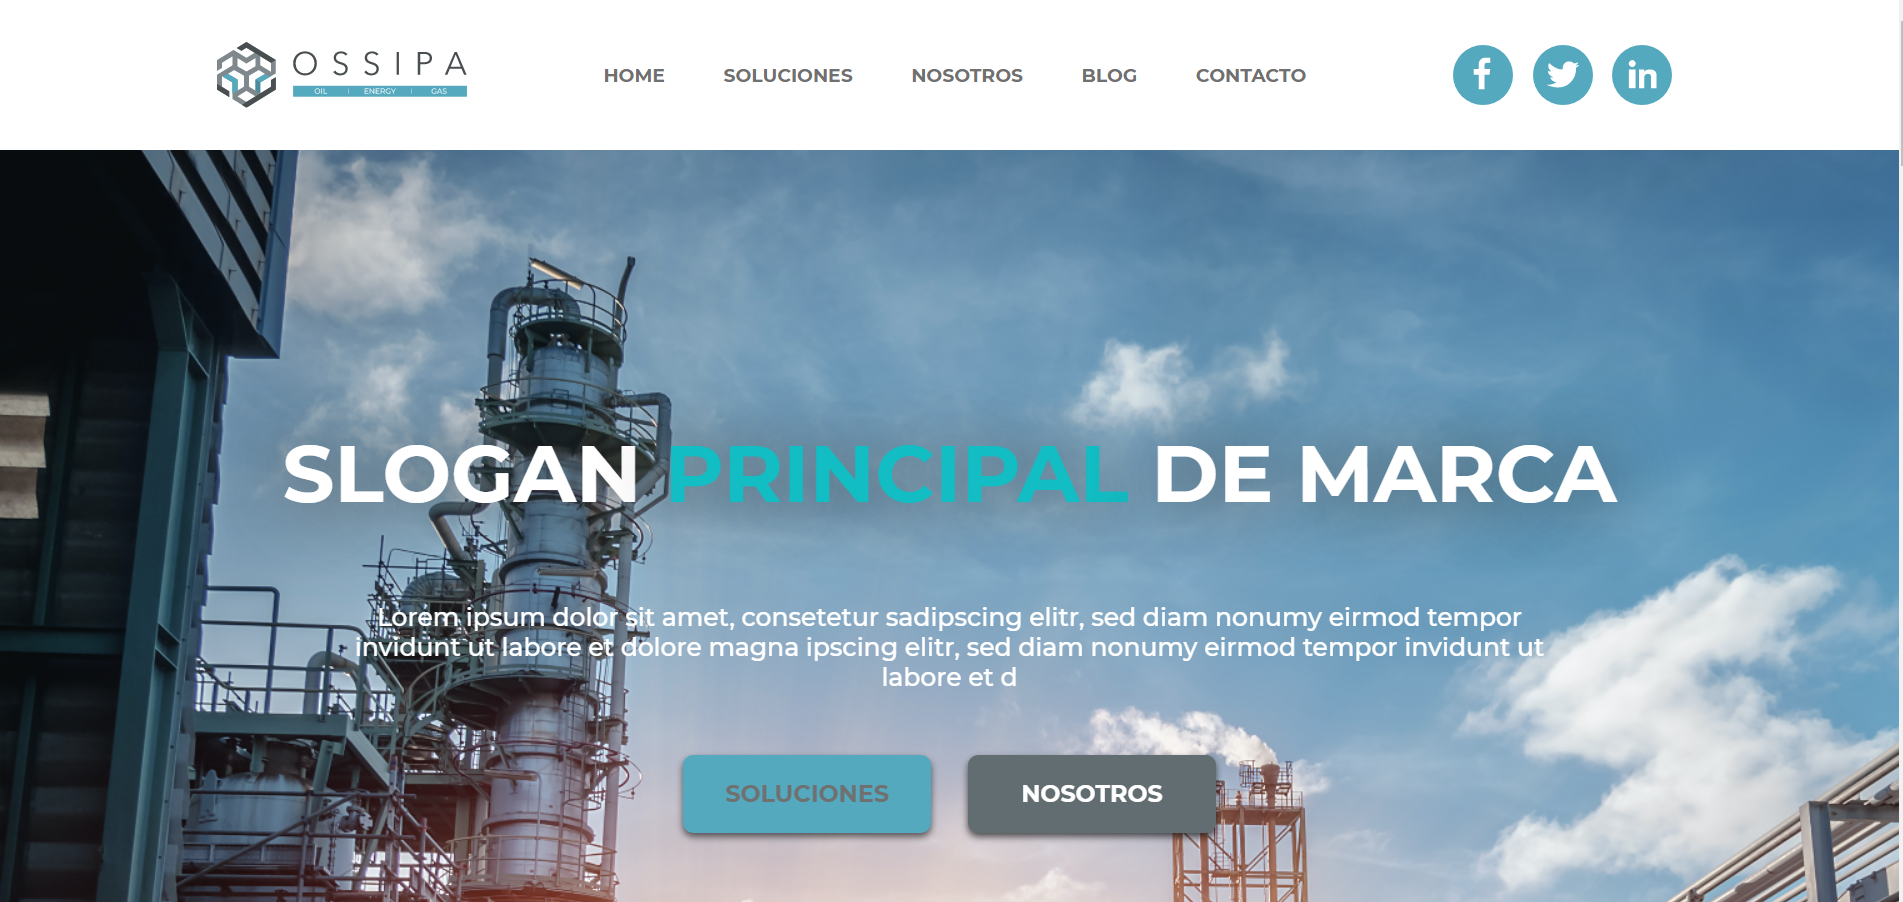 OSSIPA
OIL | ENERGY | GAS
HOME SOLUCIONES NOSOTROS BLOG CONTACTO
SLOGAN PRINCIPAL DE MARCA
Lorem ipsum dolor sit amet, consetetur sadipscing elitr, sed diam nonumy eirmod tempor
invidunt ut labore et dolore magna ipscing elitr, sed diam nonumy eirmod tempor invidunt ut
labore et d
SOLUCIONES NOSOTROS